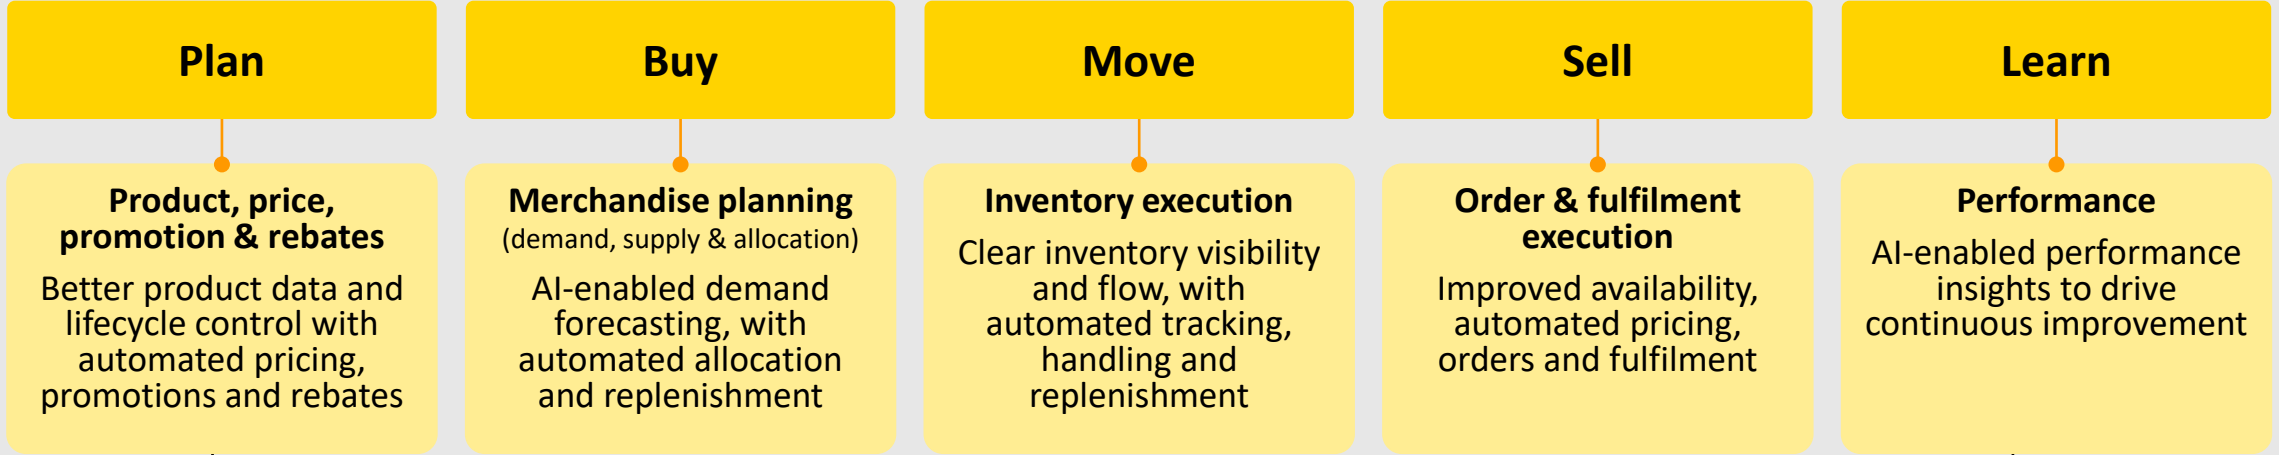 Plan
Buy
Move
Sell
Learn
Product, price,
promotion & rebates
Better product data and
lifecycle control with
automated pricing,
promotions and rebates
Merchandise planning
(demand, supply & allocation)
AI-enabled demand
forecasting, with
automated allocation
and replenishment
Inventory execution
Clear inventory visibility
and flow, with
automated tracking,
handling and
replenishment
Order & fulfilment
execution
Improved availability,
automated pricing,
orders and fulfilment
Performance
AI-enabled performance
insights to drive
continuous improvement